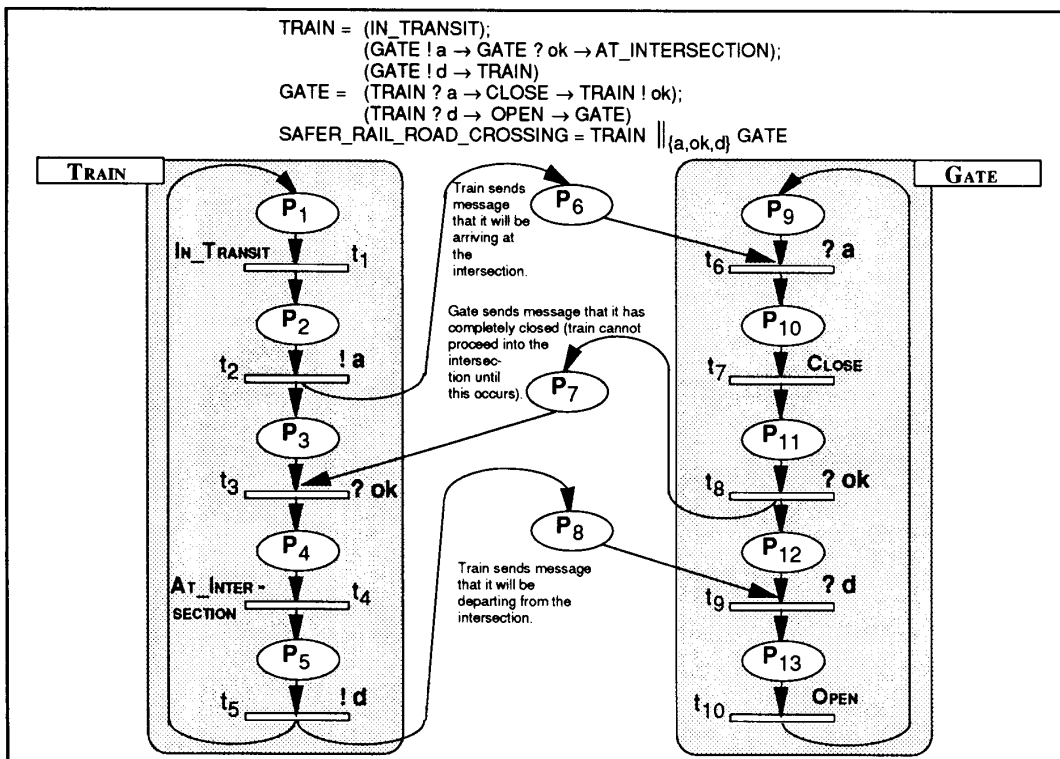 TRAIN = (IN_TRANSIT);
(GATE ! a → GATE ? ok → AT_INTERSECTION);
(GATE ! d → TRAIN)
GATE = (TRAIN ? a → CLOSE → TRAIN ! ok);
(TRAIN ? d → OPEN → GATE)
SAFER_RAIL_ROAD_CROSSING = TRAIN ||{a,ok,d} GATE
TRAIN
P1
IN_TRANSIT t1
P2
t2 ! a
P3
t3 ? ok
P4
AT_INTER-
SECTION
t4
P5
t5 ! d
Train sends
message
that it will be
arriving at
the
intersection.
P6
Gate sends message that it has
completely closed (train cannot
proceed into the
intersec-
tion until
this occurs).
P7
P8
Train sends message
that it will be
departing from the
intersection.
GATE
P9
t6 ? a
P10
t7 CLOSE
P11
t8 ? ok
P12
t9 ? d
P13
t10 OPEN